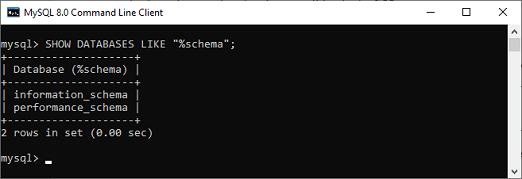 MySQL 8.0 Command Line Client
mysql> SHOW DATABASES LIKE "%schema";
+--------------------+
| Database (%schema) |
+--------------------+
| information_schema |
| performance_schema |
+--------------------+
2 rows in set (0.00 sec)
mysql>